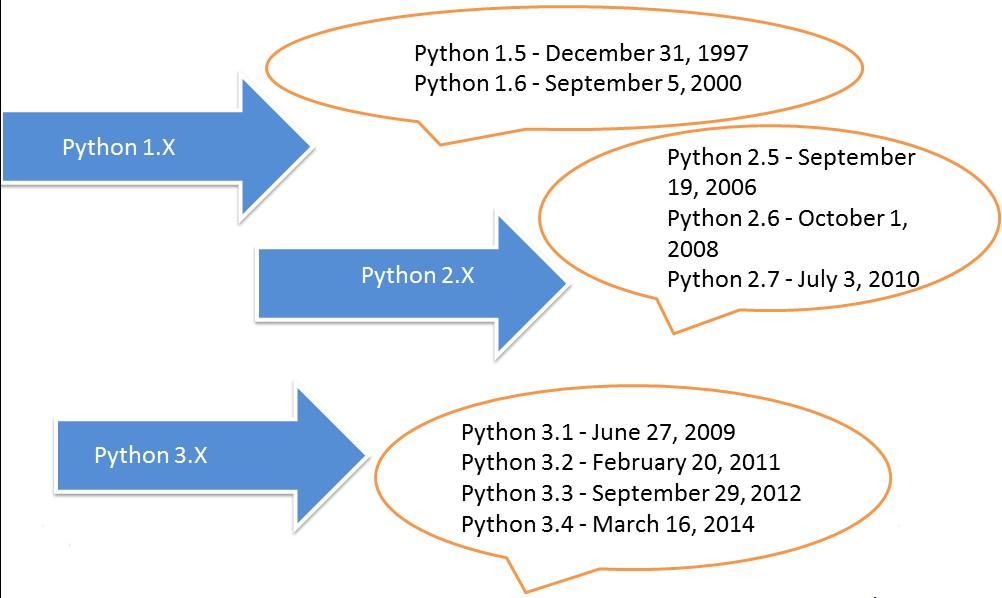 Python 1.5 - December 31, 1997
Python 1.6 - September 5, 2000
Python 1.X
Python 2.5 - September
19, 2006
Python 2.6 - October 1,
2008
Python 2.7 - July 3, 2010
Python 2.X
Python 3.1 - June 27, 2009
Python 3.2 - February 20, 2011
Python 3.3 - September 29, 2012
Python 3.4 - March 16, 2014
Python 3.X